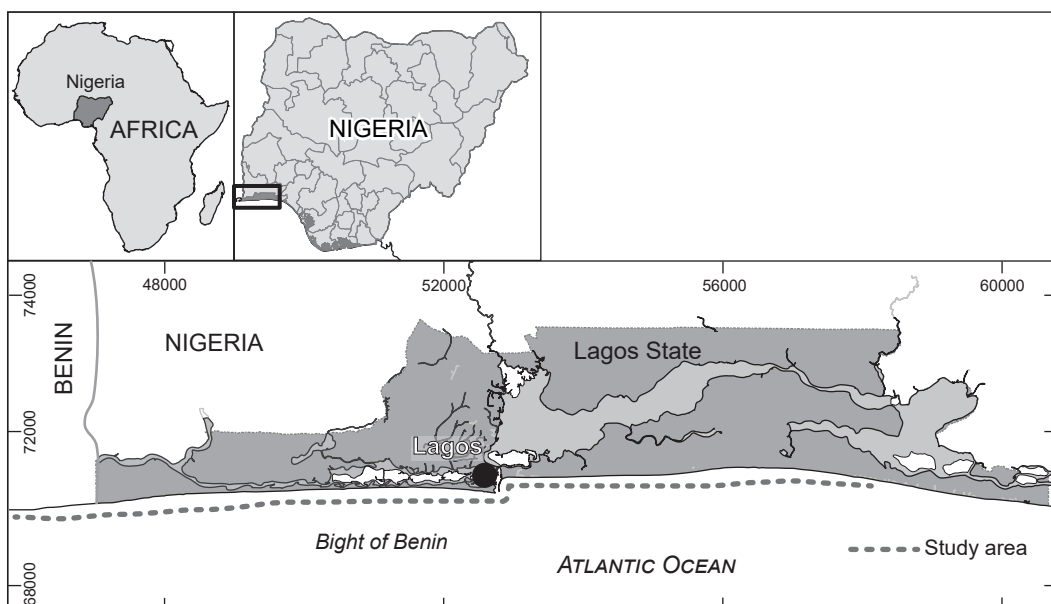 Nigeria
AFRICA
NIGERIA
48000
52000
56000
60000
74000
72000
68000
BENIN
NIGERIA
Lagos State
Lagos
Bight of Benin
ATLANTIC OCEAN
Study area